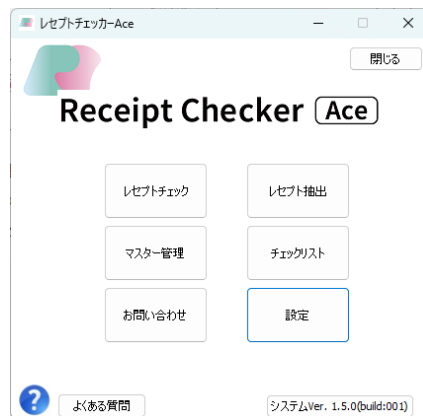 レセプトチェッカーAce
閉じる
Receipt Checker Ace
レセプトチェック
レセプト抽出
マスター管理
チェックリスト
お問い合わせ
設定
?
よくある質問
システムVer. 1.5.0(build:001)